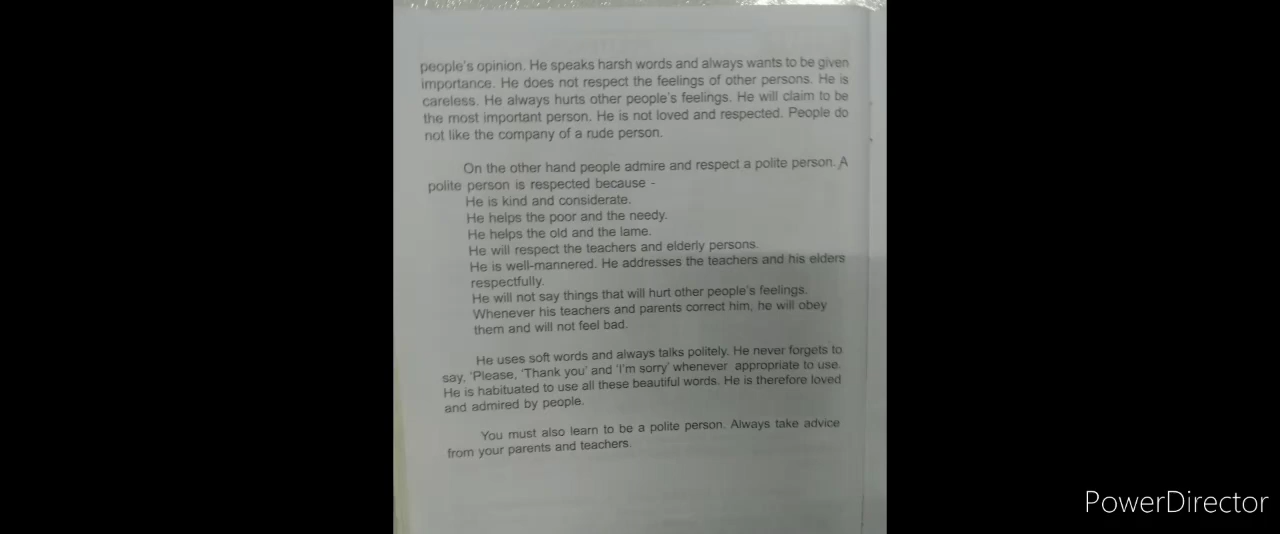 people's opinion. He speaks harsh words and always wants to be given
importance. He does not respect the feelings of other persons. He is
careless. He always hurts other people's feelings. He will claim to be
the most important person. He is not loved and respected. People do
not like the company of a rude person.
On the other hand people admire and respect a polite person. A
polite person is respected because -
He is kind and considerate.
He helps the poor and the needy.
He helps the old and the lame.
He will respect the teachers and elderly persons.
He is well-mannered. He addresses the teachers and his elders
respectfully.
He will not say things that will hurt other people's feelings.
Whenever his teachers and parents correct him, he will obey
them and will not feel bad.
He uses soft words and always talks politely. He never forgets to
say, 'Please, 'Thank you' and 'I'm sorry' whenever appropriate to use.
He is habituated to use all these beautiful words. He is therefore loved
and admired by people.
You must also learn to be a polite person. Always take advice
from your parents and teachers.
PowerDirector